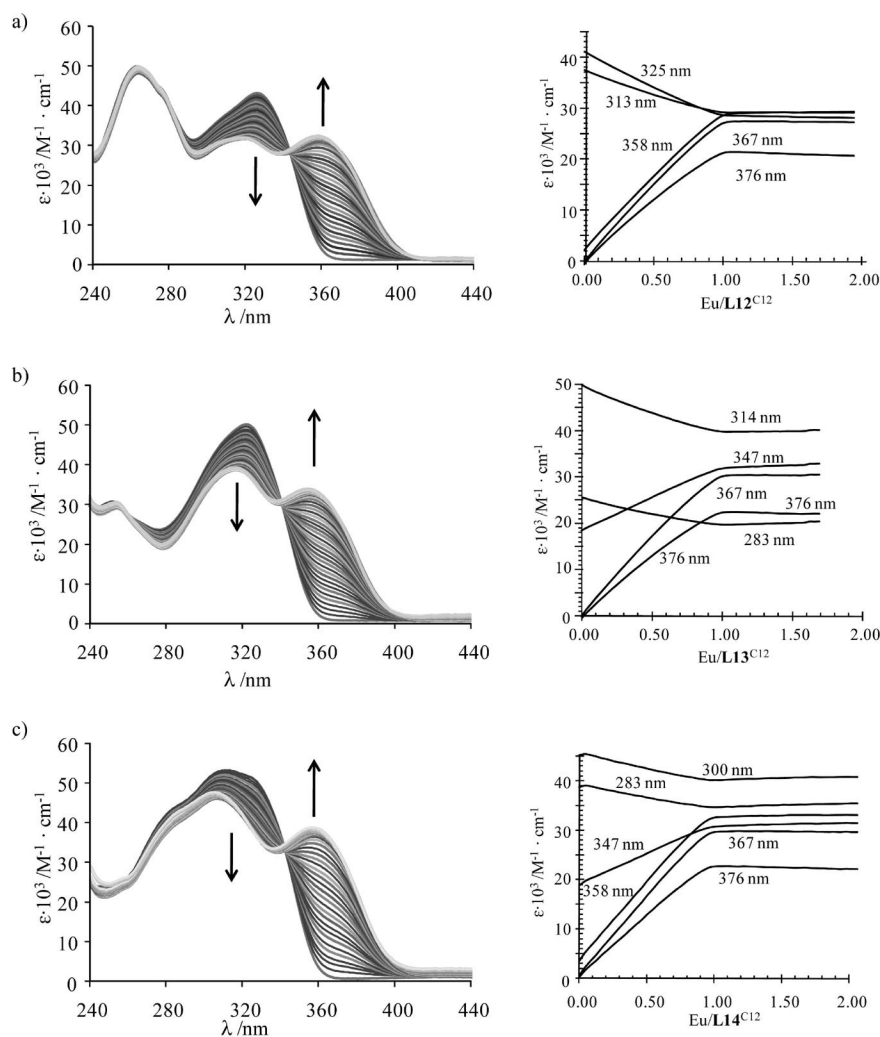 a)
ε·10³ /M⁻¹ · cm⁻¹
60
50
40
30
20
10
0
240 280 320 360 400 440
λ /nm
ε·10³ /M⁻¹ · cm⁻¹
40
30
20
10
0
325 nm
313 nm
358 nm
367 nm
376 nm
0.00 0.50 1.00 1.50 2.00
Eu/L12^C12
b)
ε·10³ /M⁻¹ · cm⁻¹
60
50
40
30
20
10
0
240 280 320 360 400 440
λ /nm
ε·10³ /M⁻¹ · cm⁻¹
50
40
30
20
10
0
314 nm
347 nm
367 nm
376 nm
376 nm
283 nm
0.00 0.50 1.00 1.50 2.00
Eu/L13^C12
c)
ε·10³ /M⁻¹ · cm⁻¹
60
50
40
30
20
10
0
240 280 320 360 400 440
λ /nm
ε·10³ /M⁻¹ · cm⁻¹
40
30
20
10
0
300 nm
283 nm
347 nm
367 nm
358 nm
376 nm
0.00 0.50 1.00 1.50 2.00
Eu/L14^C12